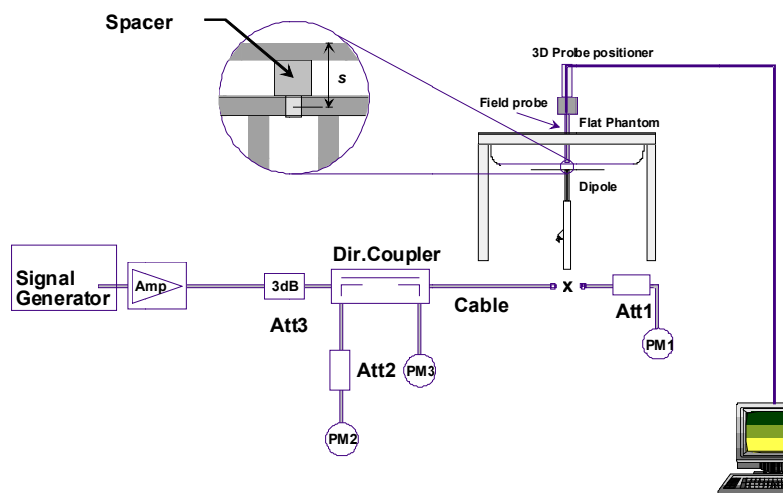 Spacer
s
3D Probe positioner
Field probe
Flat Phantom
Dipole
Signal
Generator
Amp
3dB
Att3
Dir.Coupler
Cable
x
Att1
PM1
Att2
PM3
PM2